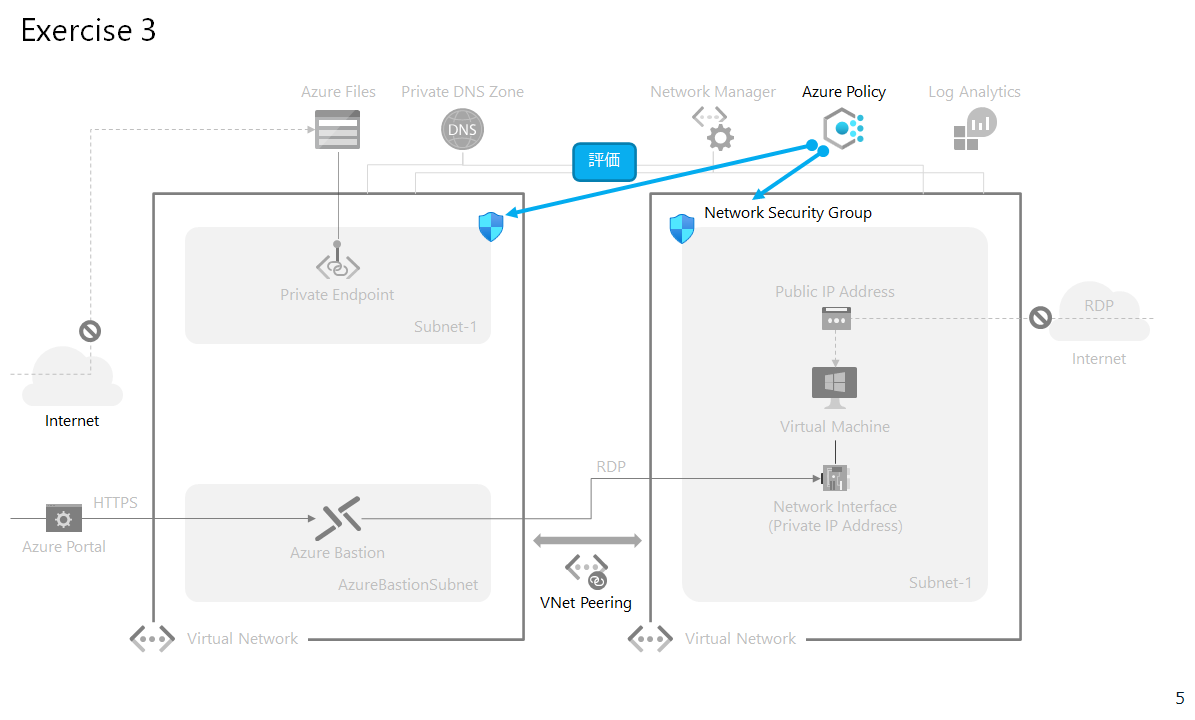 Exercise 3
Azure Files
Private DNS Zone
Network Manager
Azure Policy
Log Analytics
DNS
評価
Network Security Group
Private Endpoint
Subnet-1
Public IP Address
RDP
Internet
Internet
Virtual Machine
RDP
HTTPS
Network Interface
(Private IP Address)
Azure Portal
Azure Bastion
AzureBastionSubnet
Subnet-1
VNet Peering
Virtual Network
Virtual Network
5